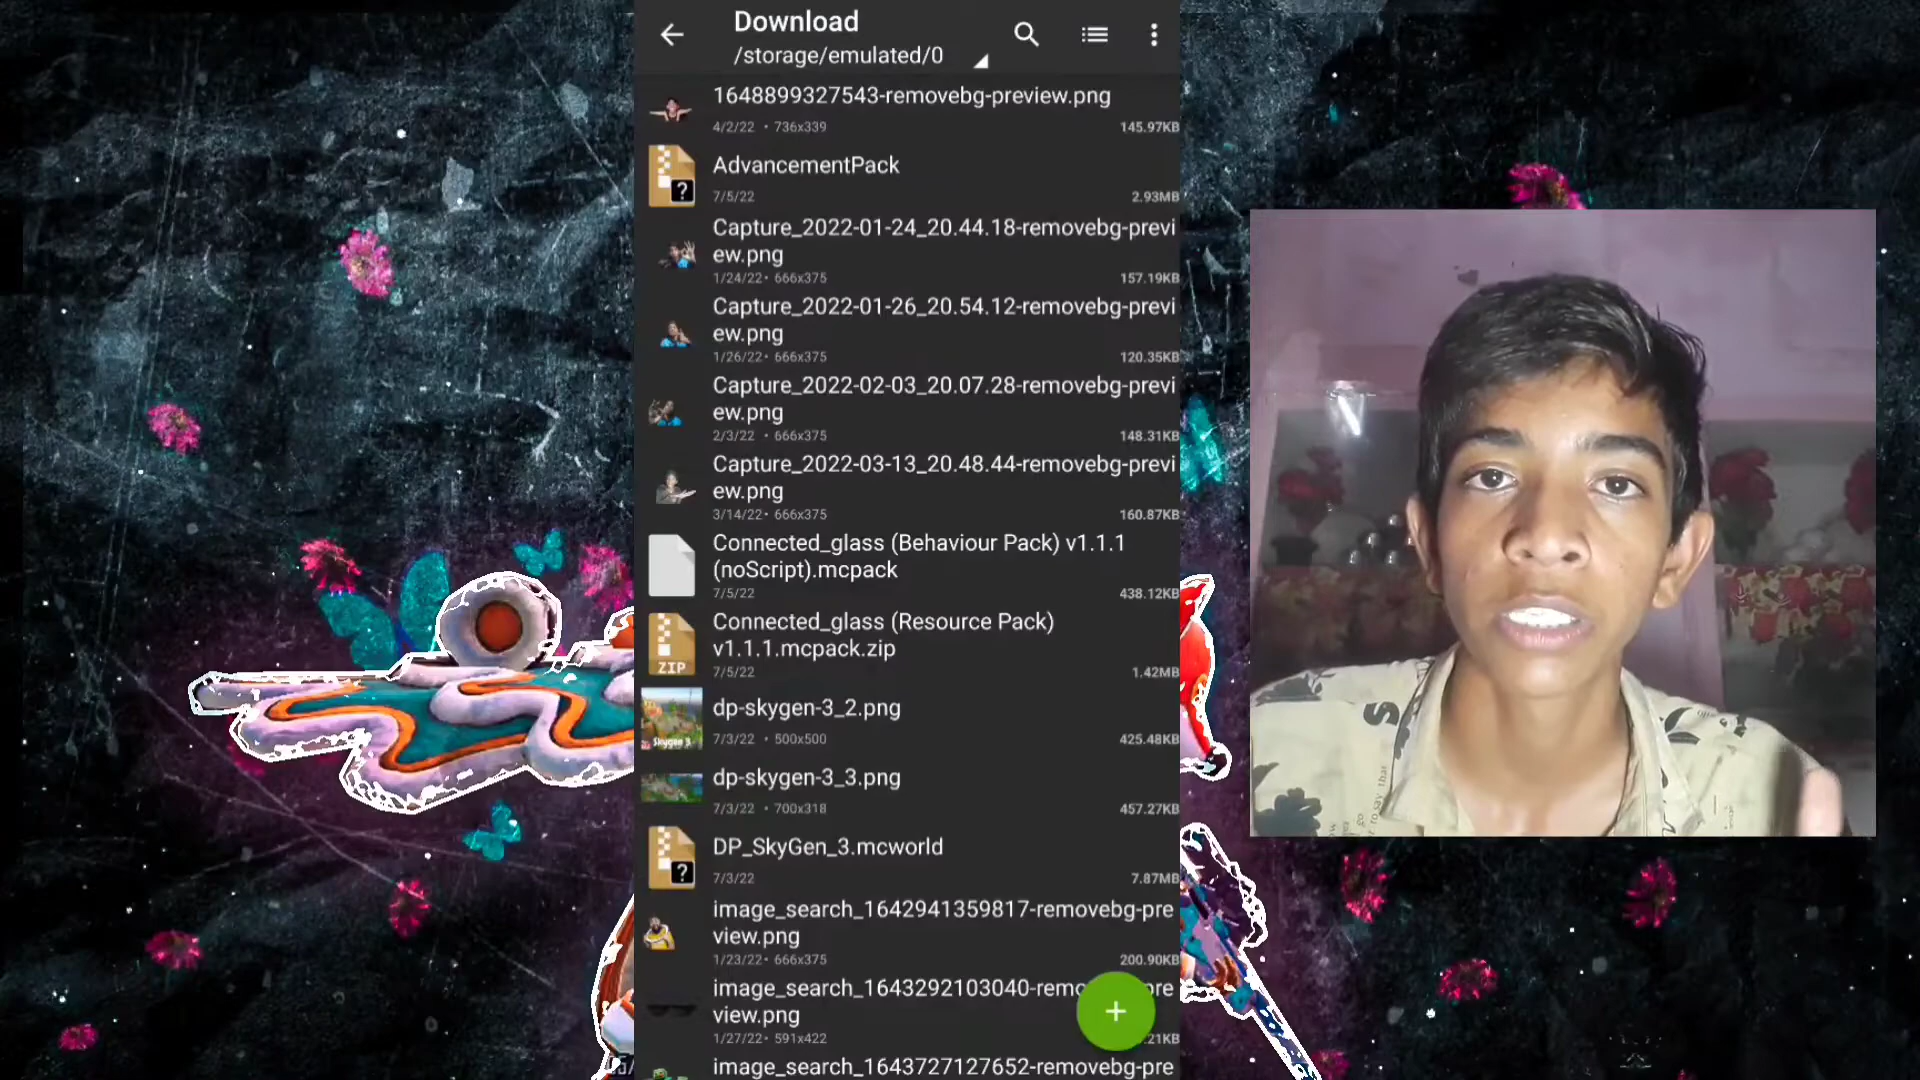 Download
/storage/emulated/0
1648899327543-removebg-preview.png
4/2/22 • 736x339
145.97KB
AdvancementPack
7/5/22
2.93MB
Capture_2022-01-24_20.44.18-removebg-previ
ew.png
1/24/22• 666x375
157.19KB
Capture_2022-01-26_20.54.12-removebg-previ
ew.png
1/26/22• 666x375
120.35KB
Capture_2022-02-03_20.07.28-removebg-previ
ew.png
2/3/22 • 666x375
148.31KB
Capture_2022-03-13_20.48.44-removebg-previ
ew.png
3/14/22• 666x375
160.87KB
Connected_glass (Behaviour Pack) v1.1.1
(noScript).mcpack
7/5/22
438.12KB
ZIP
Connected_glass (Resource Pack)
v1.1.1.mcpack.zip
7/5/22
1.42MB
Skygen 3
dp-skygen-3_2.png
7/3/22 • 500x500
425.48KB
dp-skygen-3_3.png
7/3/22 • 700x318
457.27KB
DP_SkyGen_3.mcworld
7/3/22
7.87MB
image_search_1642941359817-removebg-pre
view.png
1/23/22• 666x375
200.90KB
image_search_1643292103040-remo pre
view.png
1/27/22• 591x422
.21KB
image_search_1643727127652-removebg-pre